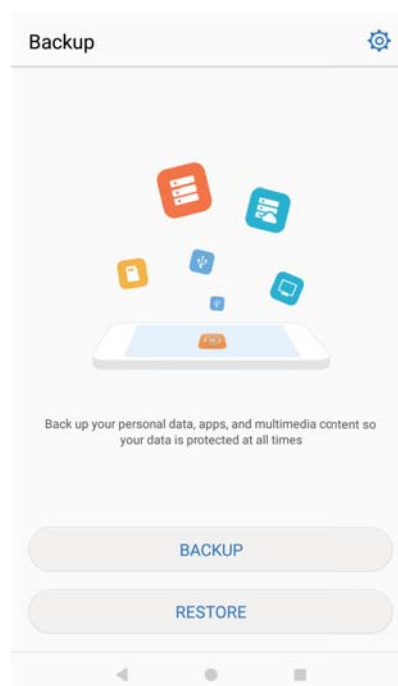 Backup
Back up your personal data, apps, and multimedia content so
your data is protected at all times
BACKUP
RESTORE